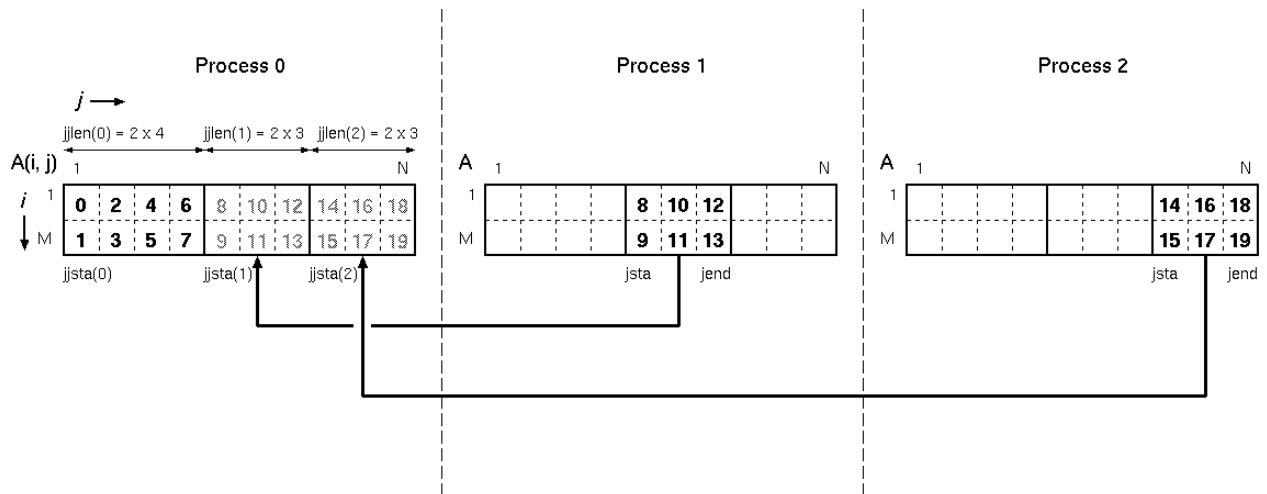 Process 0 Process 1 Process 2
j
jjlen(0) = 2 x 4 jjlen(1) = 2 x 3 jjlen(2) = 2 x 3
A(i, j) 1 N A 1 N A 1 N
i 1 0 2 4 6 8 10 12 14 16 18 1 8 10 12 1 14 16 18
M 1 3 5 7 9 11 13 15 17 19 M 9 11 13 M 15 17 19
jjsta(0) jjsta(1) jjsta(2) jsta jend jsta jend